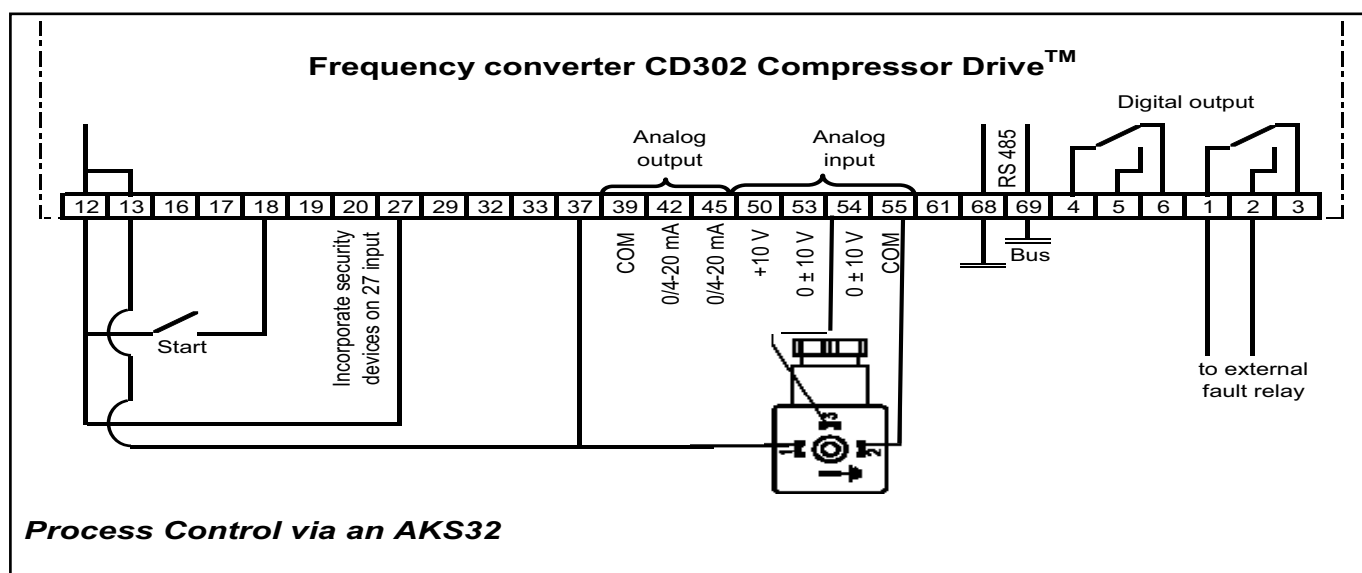 Frequency converter CD302 Compressor Drive™
Digital output
Analog
output
Analog
input
RS 485
12 13 16 17 18 19 20 27 29 32 33 37 39 42 45 50 53 54 55 61 68 69 4 5 6 1 2 3
Incorporate security
devices on 27 input
COM
0/4-20 mA
0/4-20 mA
+10 V
0 ± 10 V
0 ± 10 V
COM
Bus
Start
to external
fault relay
3
1
2
Process Control via an AKS32